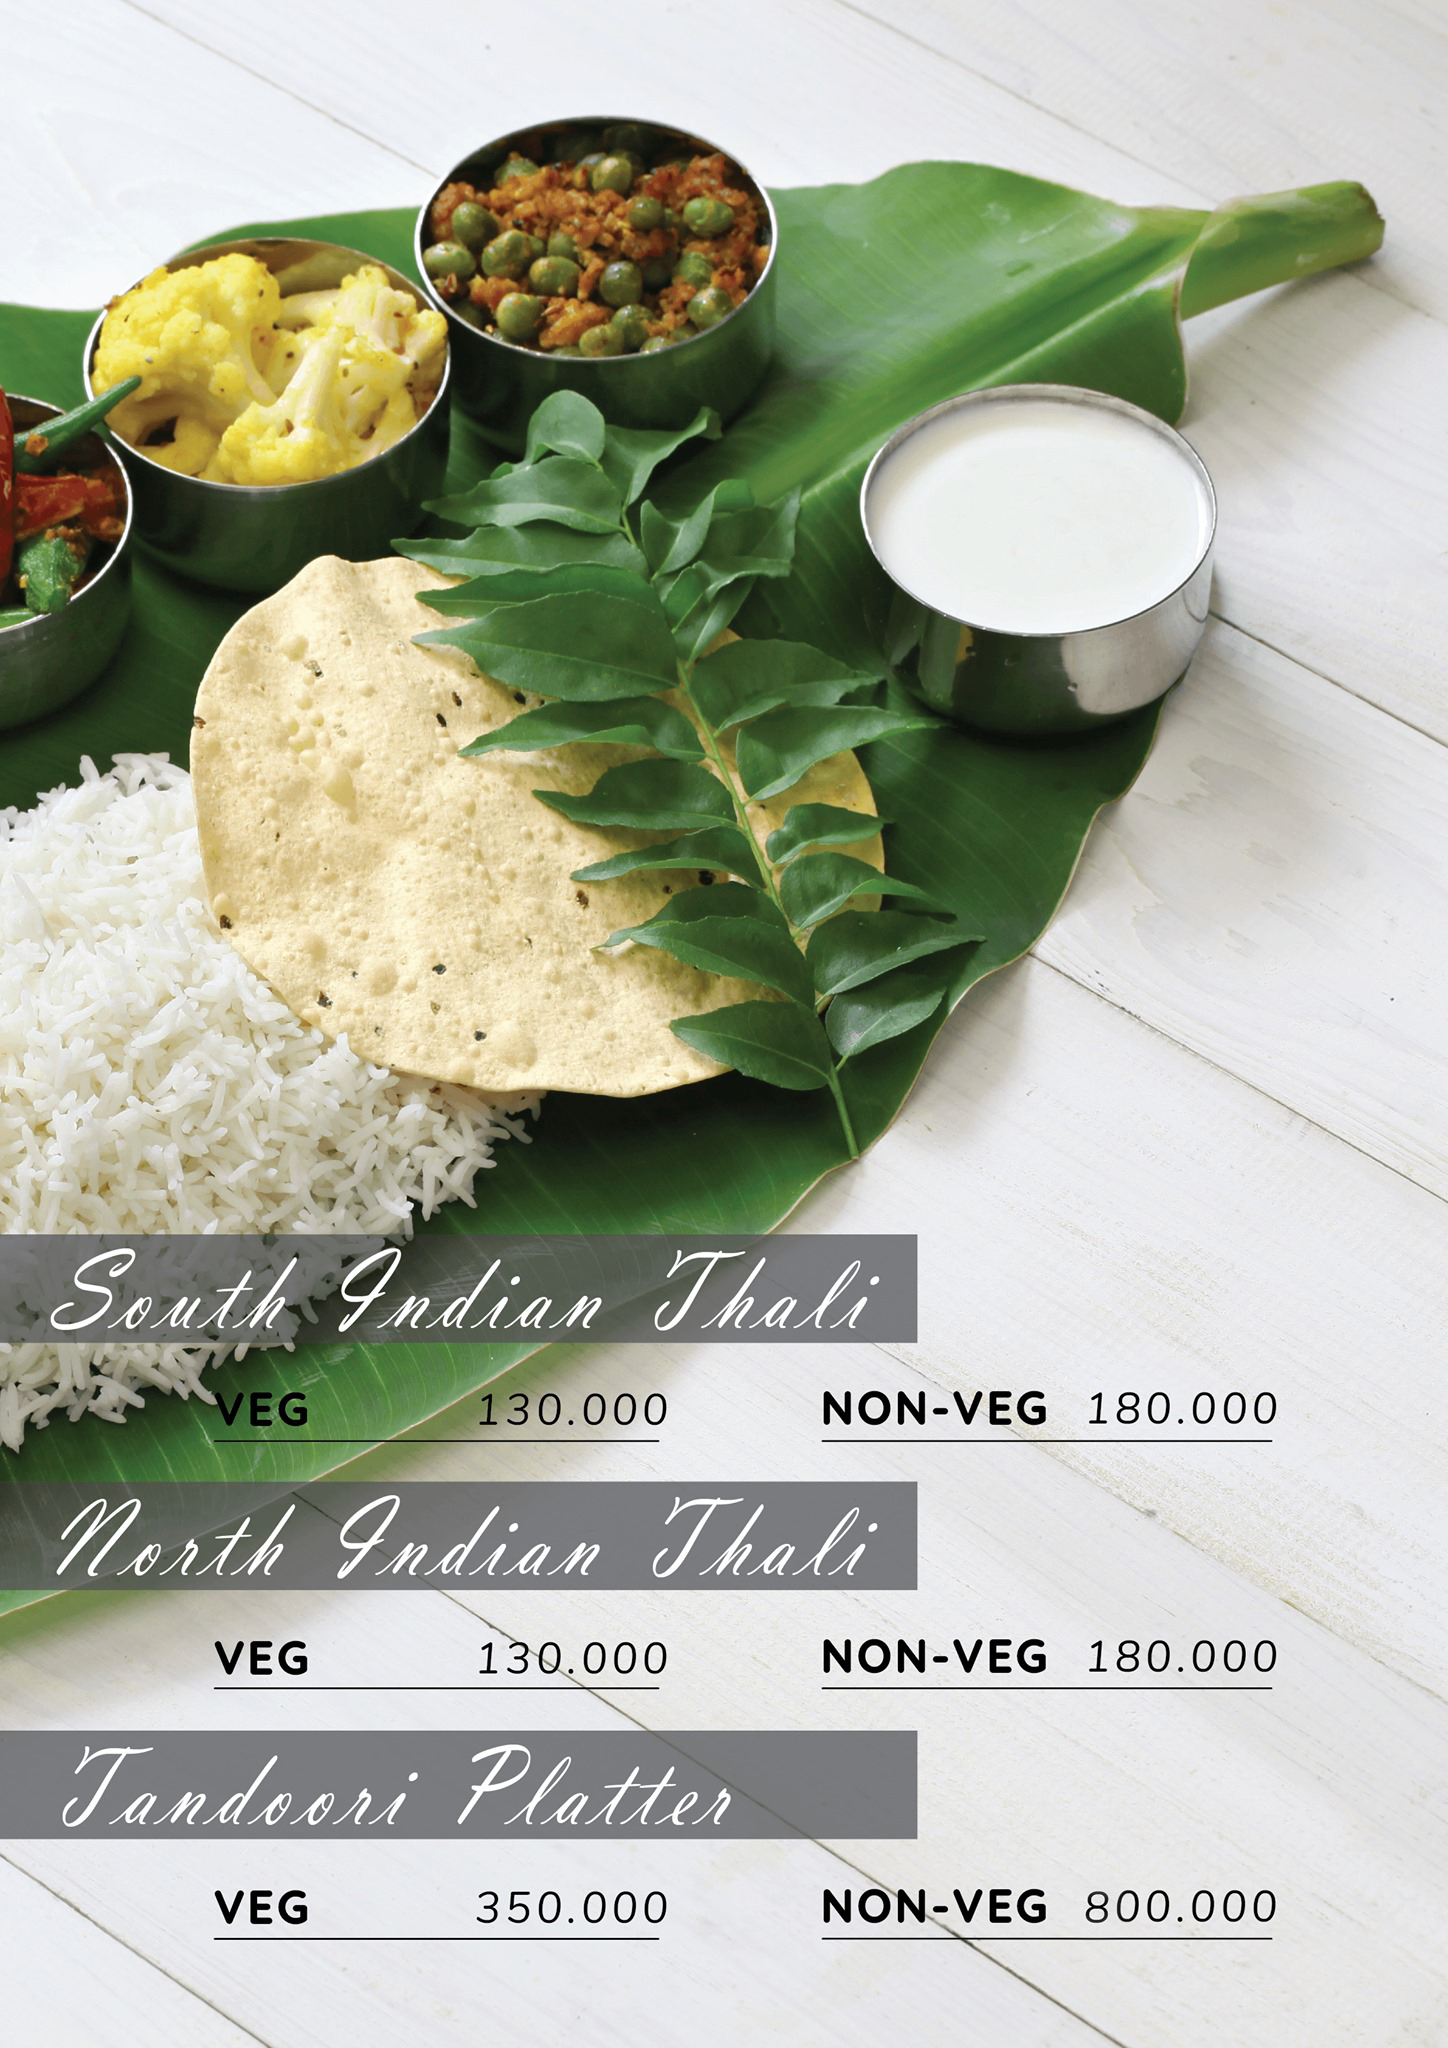 South Indian Thali
VEG 130.000 NON-VEG 180.000
North Indian Thali
VEG 130.000 NON-VEG 180.000
Tandoori Platter
VEG 350.000 NON-VEG 800.000